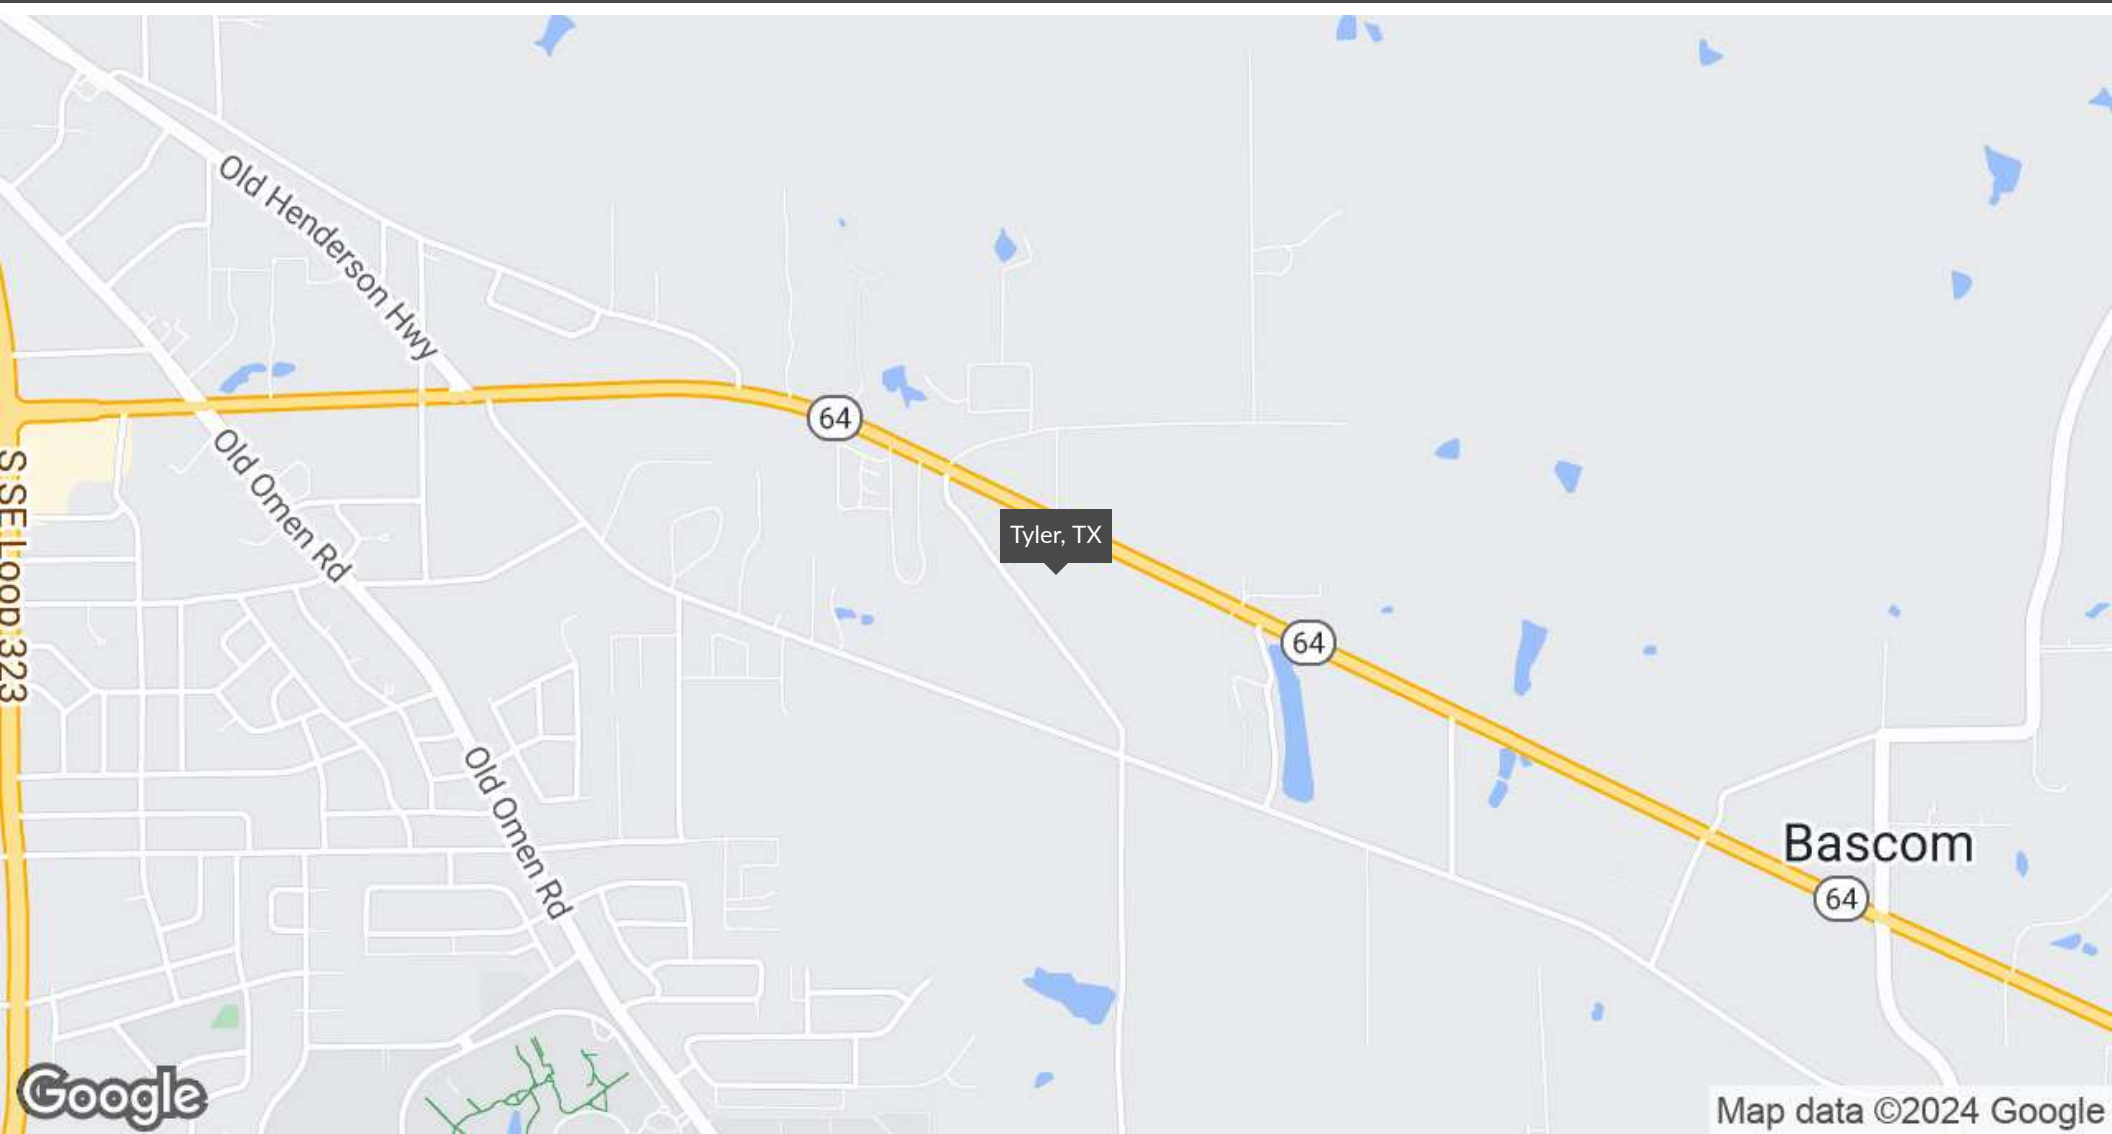 Old Henderson Hwy
64
Old Omen Rd
S SE Loop 323
Tyler, TX
64
Old Omen Rd
Bascom
64
Google
Map data ©2024 Google